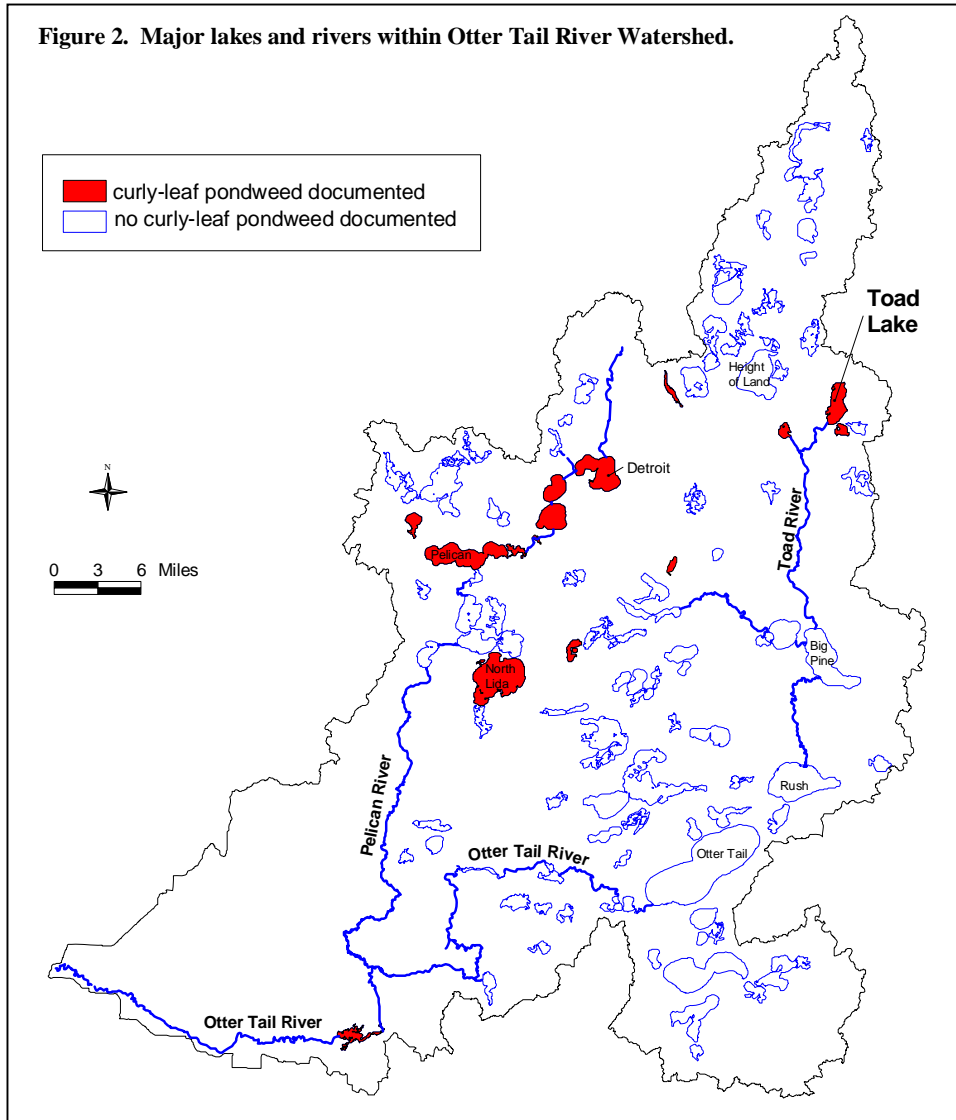 Figure 2. Major lakes and rivers within Otter Tail River Watershed.
curly-leaf pondweed documented
no curly-leaf pondweed documented
Toad
Lake
Height
of Land
Detroit
N
Pelican
Toad River
0 3 6 Miles
Big
Pine
North
Lida
Rush
Pelican River
Otter Tail
Otter Tail River
Otter Tail River